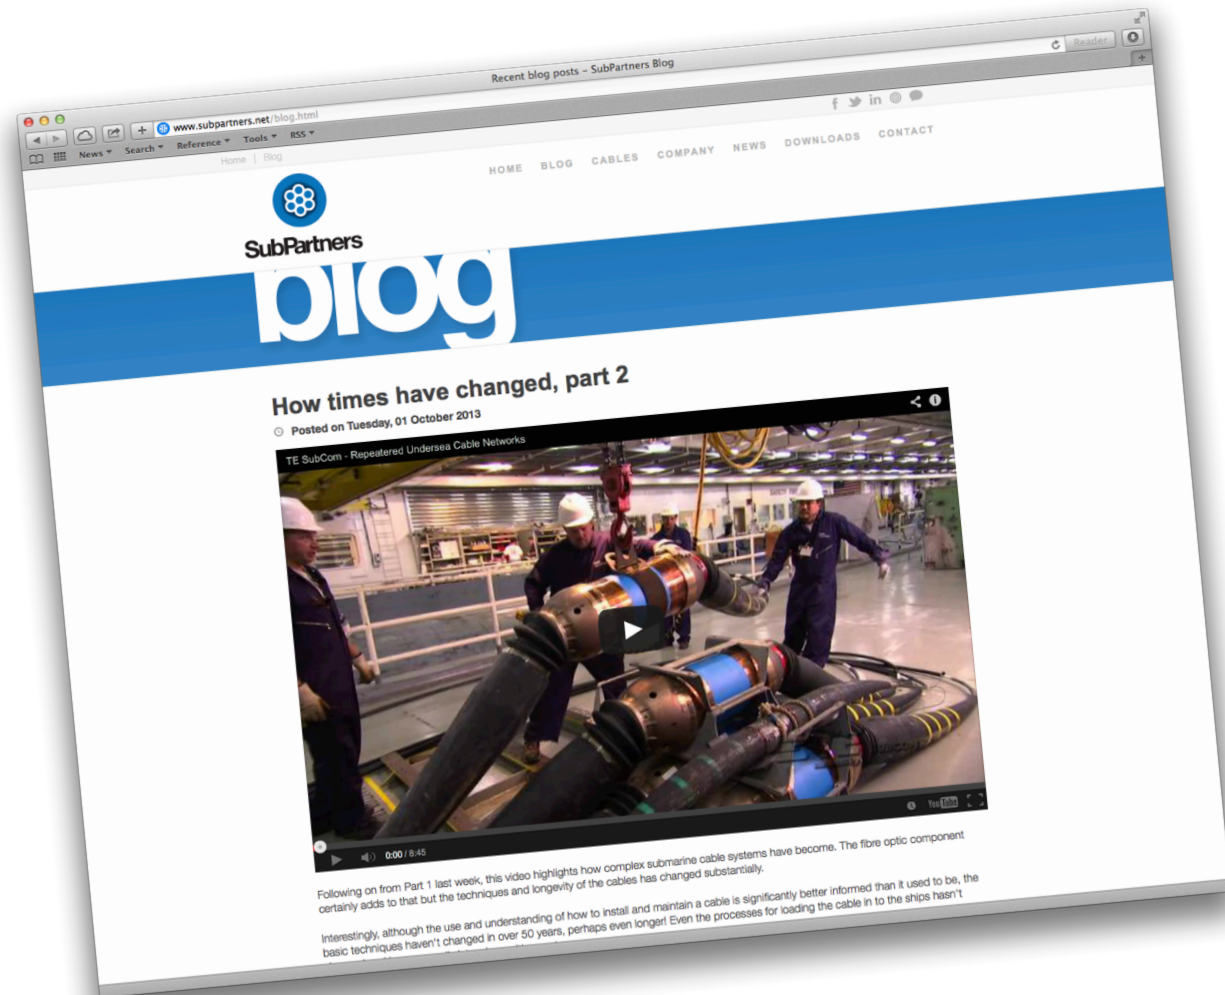 Recent blog posts – SubPartners Blog
www.subpartners.net/blog.html
Reader
News Search Reference Tools RSS
Home | Blog
HOME BLOG CABLES COMPANY NEWS DOWNLOADS CONTACT
SubPartners
blog
How times have changed, part 2
Posted on Tuesday, 01 October 2013
TE SubCom - Repeatered Undersea Cable Networks
0:00 / 8:45
YouTube
Following on from Part 1 last week, this video highlights how complex submarine cable systems have become. The fibre optic component
certainly adds to that but the techniques and longevity of the cables has changed substantially.
Interestingly, although the use and understanding of how to install and maintain a cable is significantly better informed than it used to be, the
basic techniques haven't changed in over 50 years, perhaps even longer! Even the processes for loading the cable in to the ships hasn't